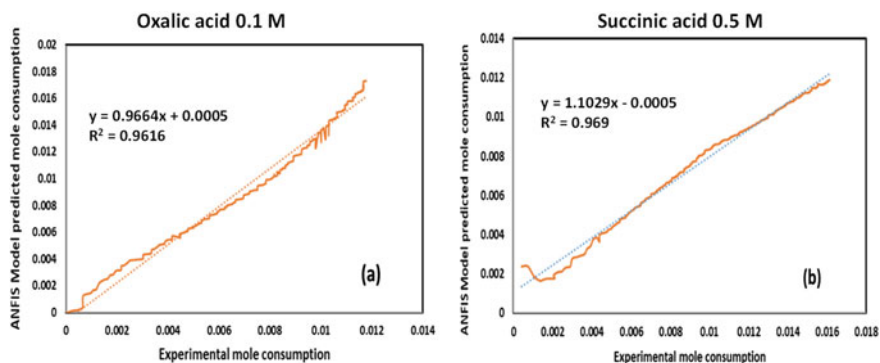 Oxalic acid 0.1 M
ANFIS Model predicted mole consumption
0.02
0.018
0.016
0.014
0.012
0.01
0.008
0.006
0.004
0.002
0
y = 0.9664x + 0.0005
R² = 0.9616
(a)
0 0.002 0.004 0.006 0.008 0.01 0.012 0.014
Experimental mole consumption
Succinic acid 0.5 M
ANFIS Model predicted mole consumption
0.014
0.012
0.010
0.008
0.006
0.004
0.002
0
y = 1.1029x - 0.0005
R² = 0.969
(b)
0 0.002 0.004 0.006 0.008 0.01 0.012 0.014 0.016 0.018
Experimental mole consumption